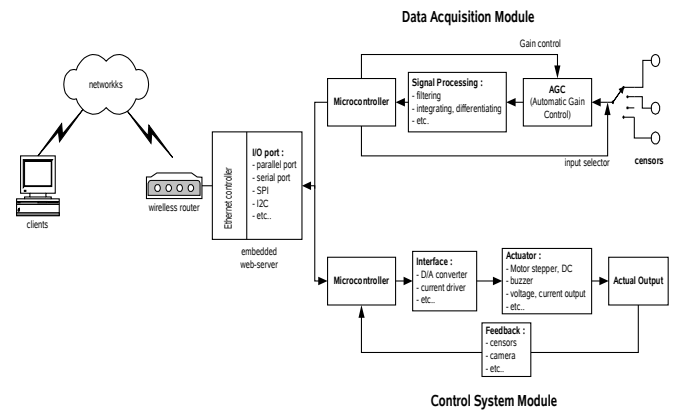 Data Acquisition Module
Gain control
networkks
Microcontroller
Signal Processing :
- filtering
- integrating, differentiating
- etc.
AGC
(Automatic Gain
Control)
input selector
censors
clients
wirelless router
Ethernet controller
I/O port :
- parallel port
- serial port
- SPI
- I2C
- etc..
embedded
web-server
Microcontroller
Interface :
- D/A converter
- current driver
- etc..
Actuator :
- Motor stepper, DC
- buzzer
- voltage, current output
- etc..
Actual Output
Feedback :
- censors
- camera
- etc..
Control System Module